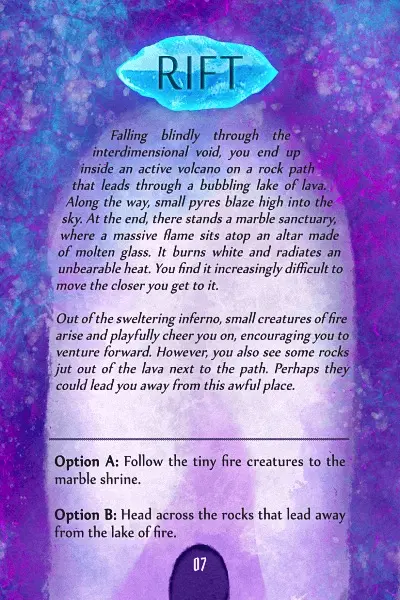 RIFT
Falling blindly through the
interdimensional void, you end up
inside an active volcano on a rock path
that leads through a bubbling lake of lava.
Along the way, small pyres blaze high into the
sky. At the end, there stands a marble sanctuary,
where a massive flame sits atop an altar made
of molten glass. It burns white and radiates an
unbearable heat. You find it increasingly difficult to
move the closer you get to it.
Out of the sweltering inferno, small creatures of fire
arise and playfully cheer you on, encouraging you to
venture forward. However, you also see some rocks
jut out of the lava next to the path. Perhaps they
could lead you away from this awful place.
Option A: Follow the tiny fire creatures to the
marble shrine.
Option B: Head across the rocks that lead away
from the lake of fire.
07